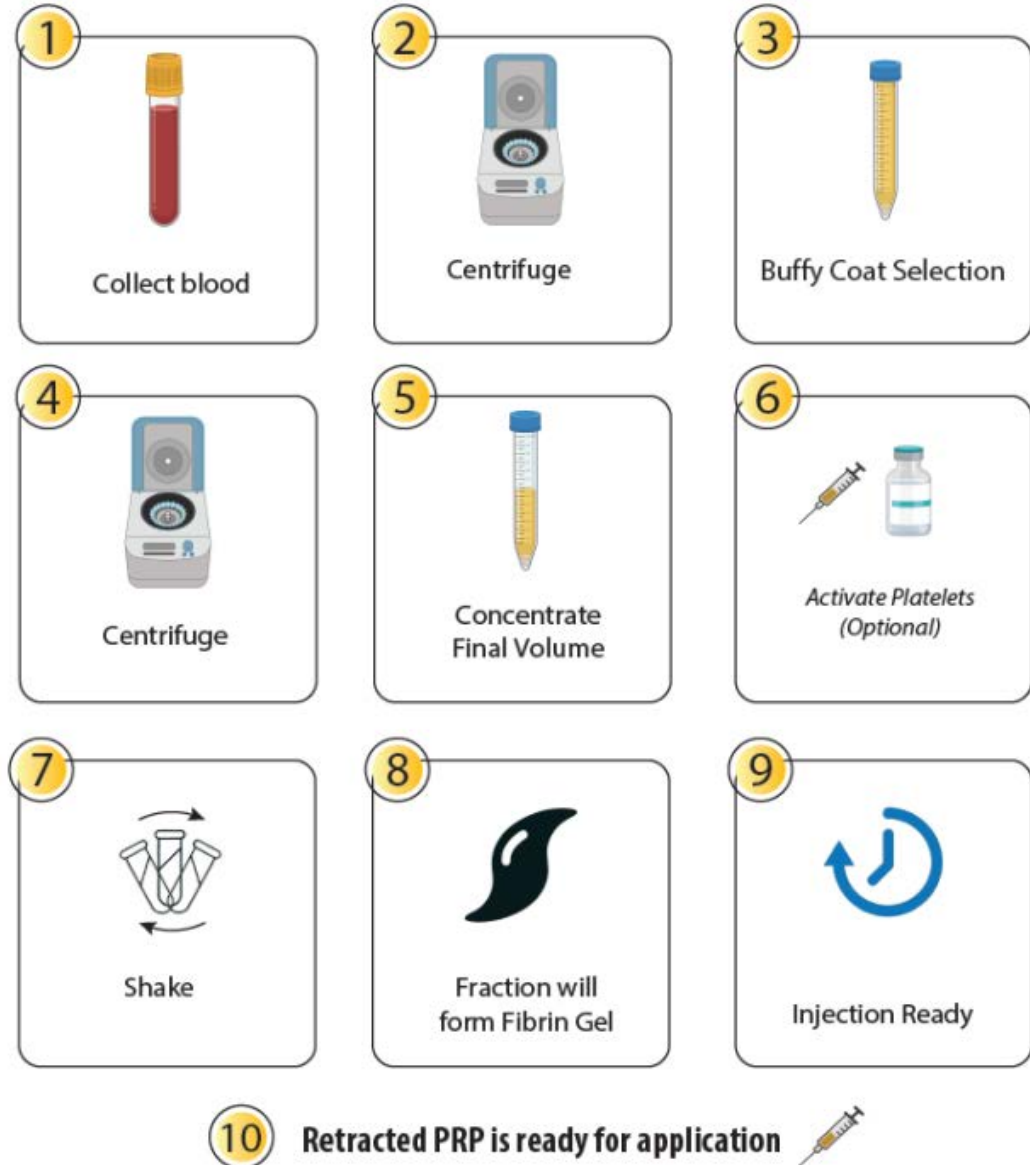 1
Collect blood
2
Centrifuge
3
Buffy Coat Selection
4
Centrifuge
5
Concentrate
Final Volume
6
Activate Platelets
(Optional)
7
Shake
8
Fraction will
form Fibrin Gel
9
Injection Ready
10 Retracted PRP is ready for application